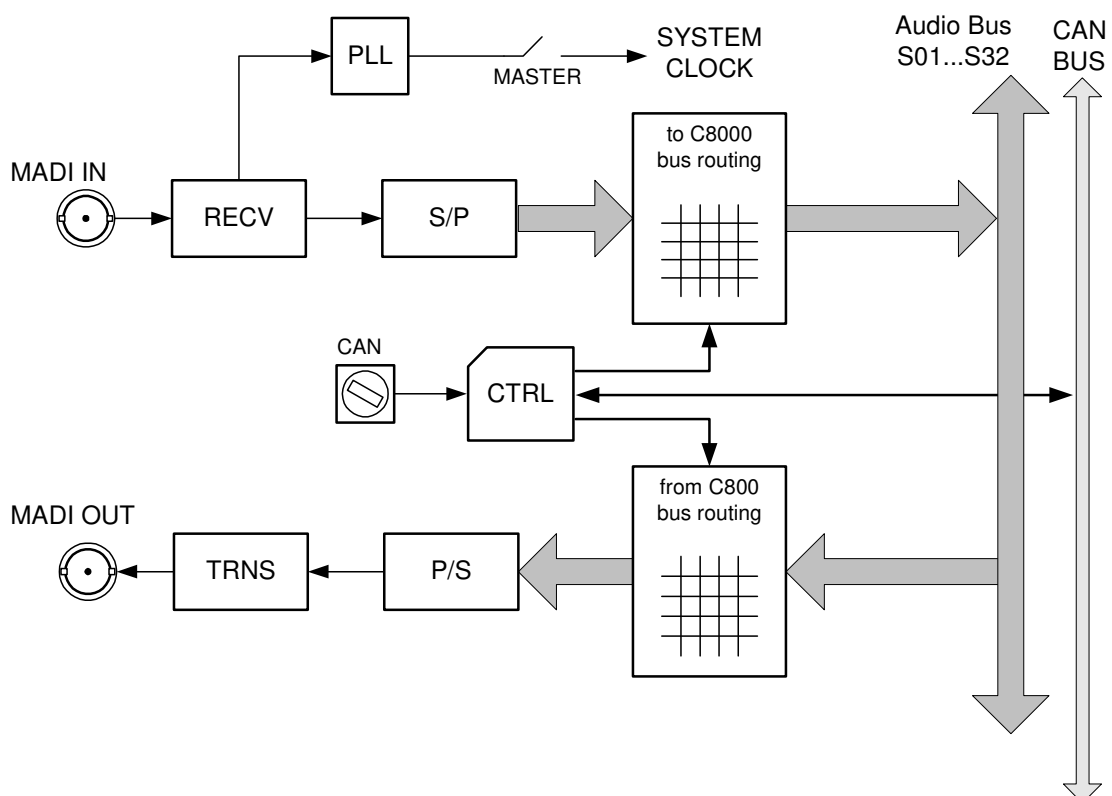 Audio Bus
S01...S32
CAN
BUS
PLL
MASTER
SYSTEM
CLOCK
to C8000
bus routing
MADI IN
RECV
S/P
CAN
CTRL
from C800
bus routing
MADI OUT
TRNS
P/S